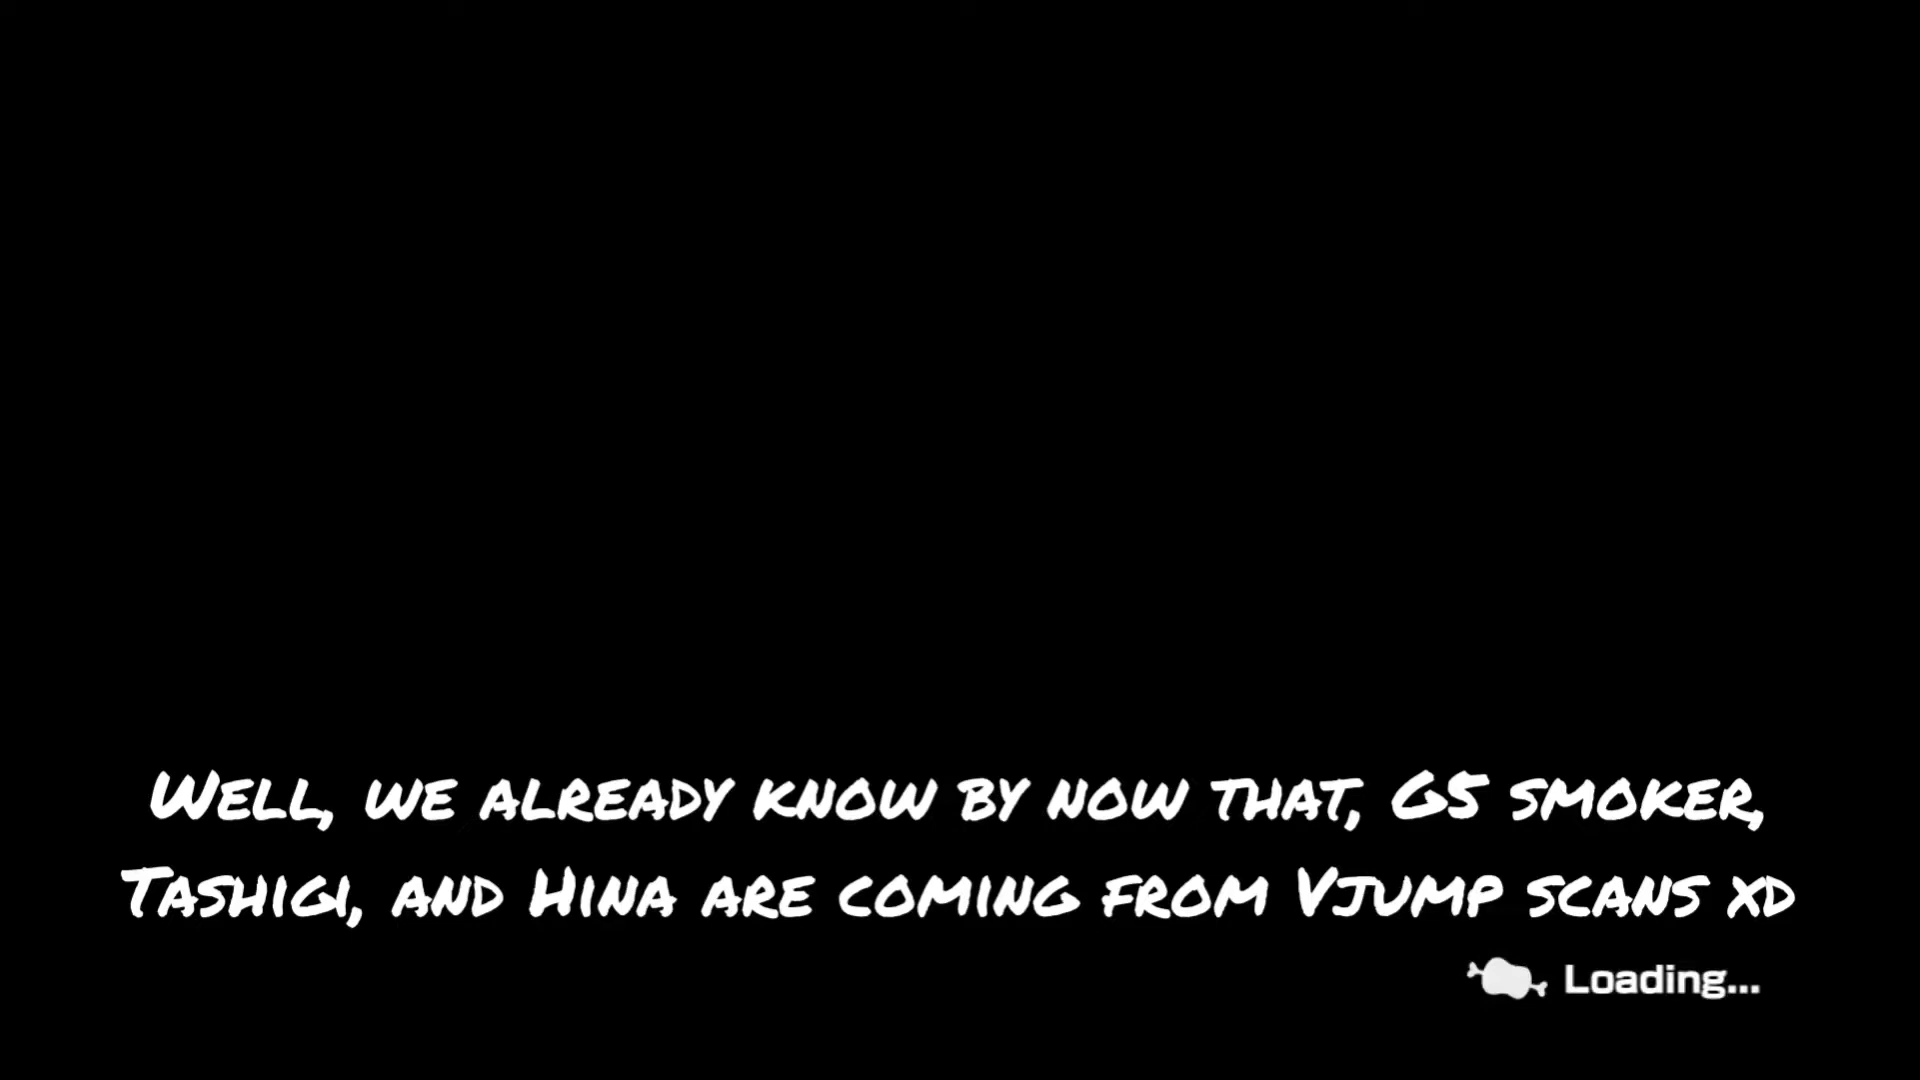 Well, we already know by now that, G5 smoker,
Tashigi, and Hina are coming from Vjump scans xd
Loading...